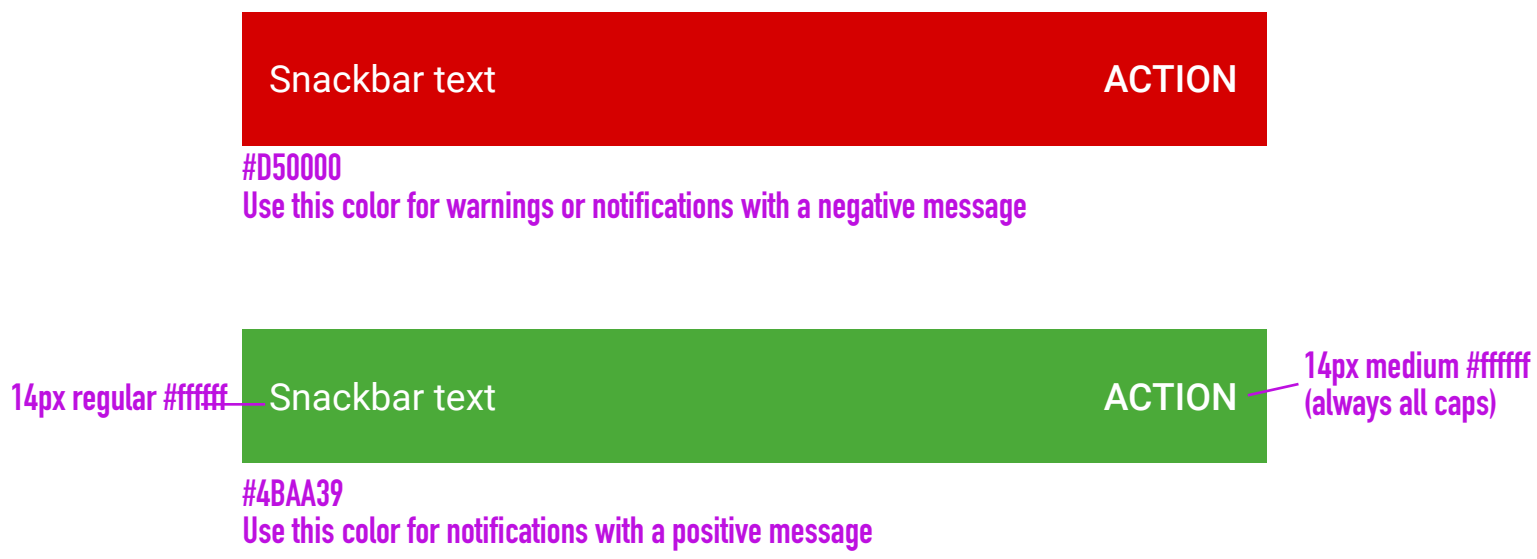 Snackbar text ACTION
#D50000
Use this color for warnings or notifications with a negative message
14px regular #ffffff
Snackbar text ACTION
14px medium #ffffff
(always all caps)
#4BAA39
Use this color for notifications with a positive message